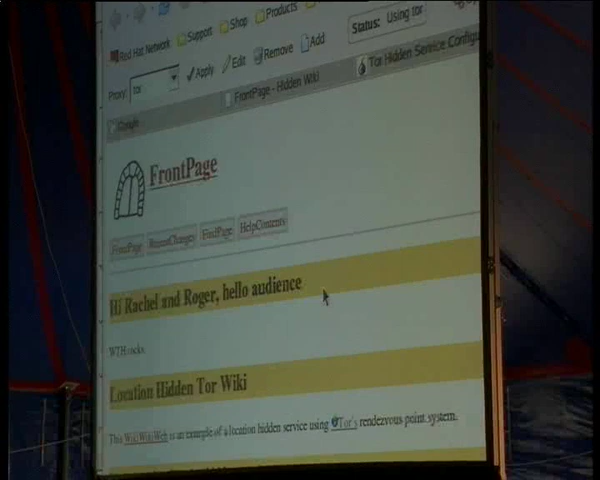 Red Hat Network Support Shop Products Status: Using tor
Proxy: tor Apply Edit Remove Add
Google FrontPage - Hidden Wiki Tor Hidden Service Configu
FrontPage
FrontPage RecentChanges FindPage HelpContents
Hi Rachel and Roger, hello audience
WTH rocks.
Location Hidden Tor Wiki
This WikiWikiWeb is an example of a location hidden service using Tor's rendezvous point system.